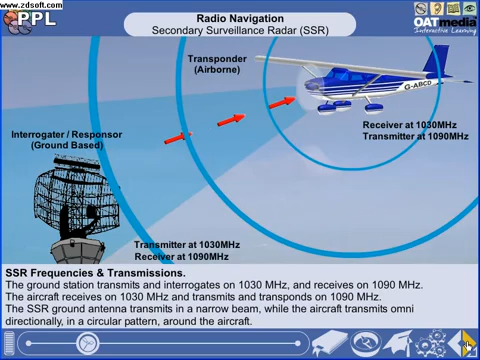 www.zdsoft.com
PPL
Radio Navigation
Secondary Surveillance Radar (SSR)
OATmedia
Interactive Learning
Transponder
(Airborne)
G-ABCD
Receiver at 1030MHz
Transmitter at 1090MHz
Interrogater / Responsor
(Ground Based)
Transmitter at 1030MHz
Receiver at 1090MHz
SSR Frequencies & Transmissions.
The ground station transmits and interrogates on 1030 MHz, and receives on 1090 MHz.
The aircraft receives on 1030 MHz and transmits and transponds on 1090 MHz.
The SSR ground antenna transmits in a narrow beam, while the aircraft transmits omni
directionally, in a circular pattern, around the aircraft.